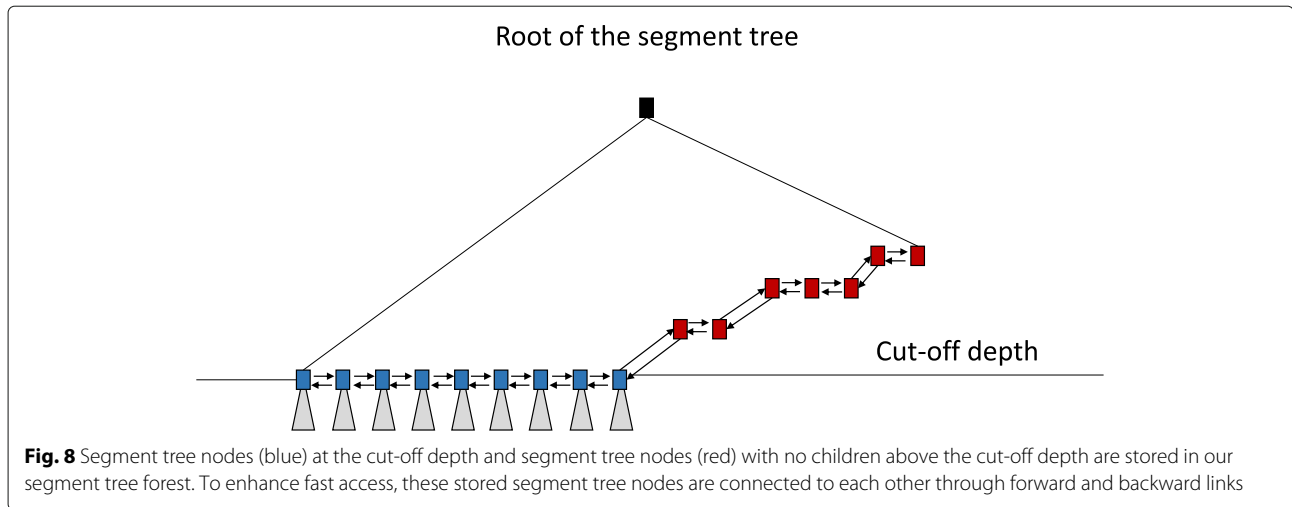 Root of the segment tree
Cut-off depth
Fig. 8 Segment tree nodes (blue) at the cut-off depth and segment tree nodes (red) with no children above the cut-off depth are stored in our
segment tree forest. To enhance fast access, these stored segment tree nodes are connected to each other through forward and backward links